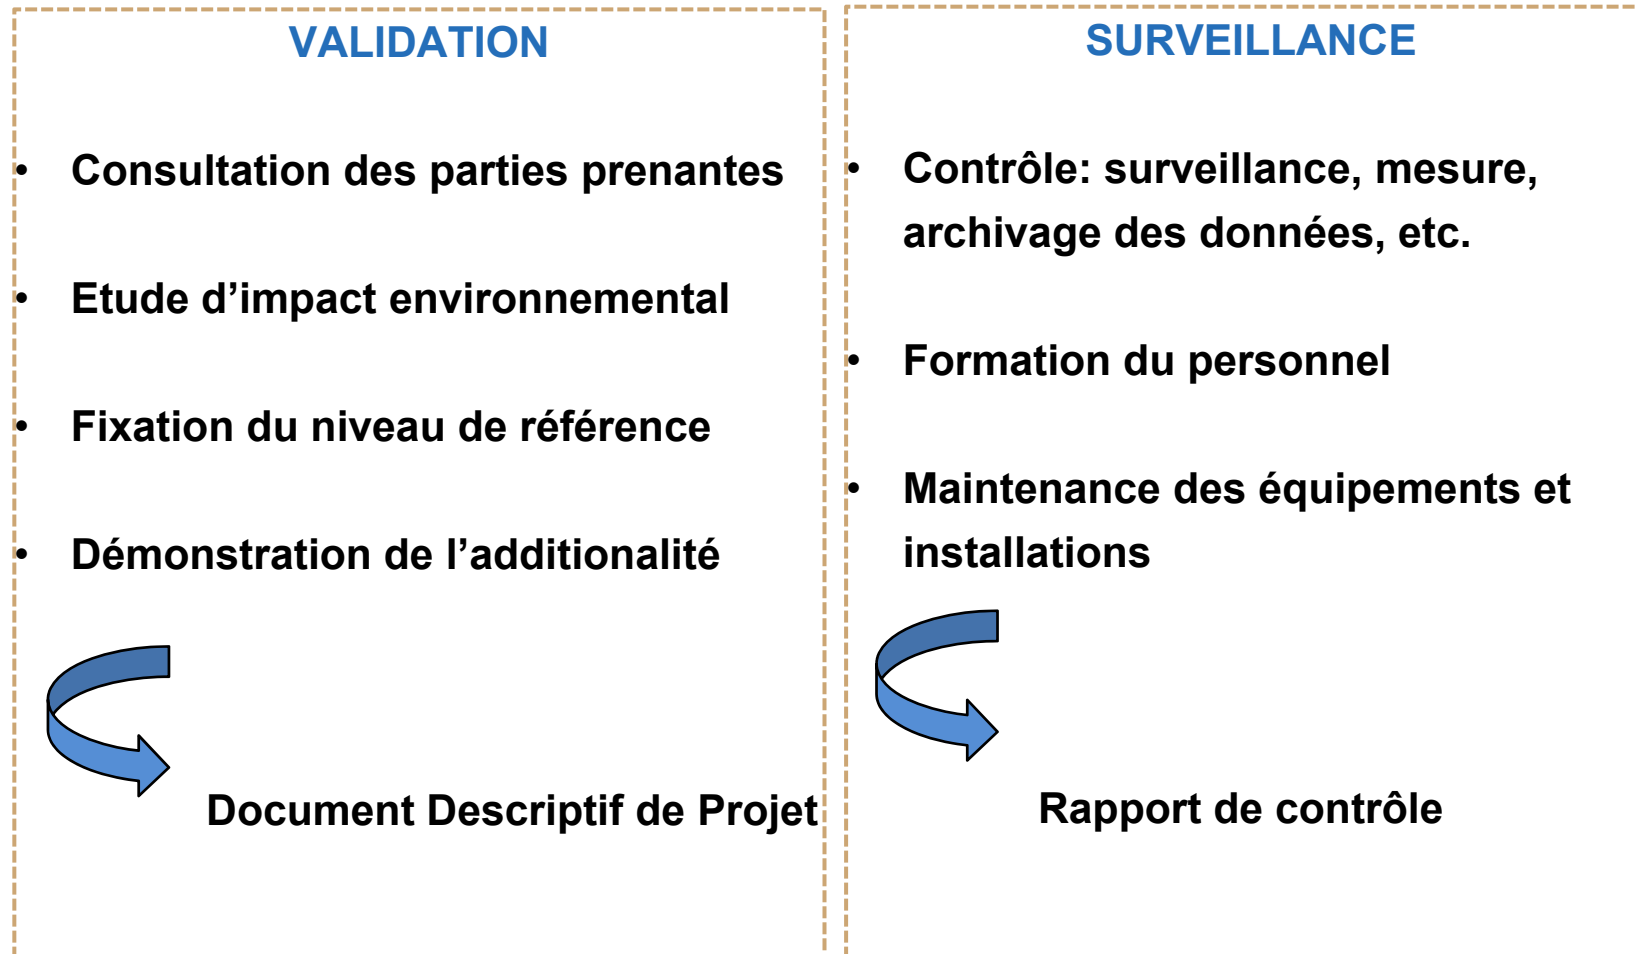 VALIDATION
• Consultation des parties prenantes
• Etude d’impact environnemental
• Fixation du niveau de référence
• Démonstration de l’additionalité
Document Descriptif de Projet
SURVEILLANCE
• Contrôle: surveillance, mesure,
archivage des données, etc.
• Formation du personnel
• Maintenance des équipements et
installations
Rapport de contrôle